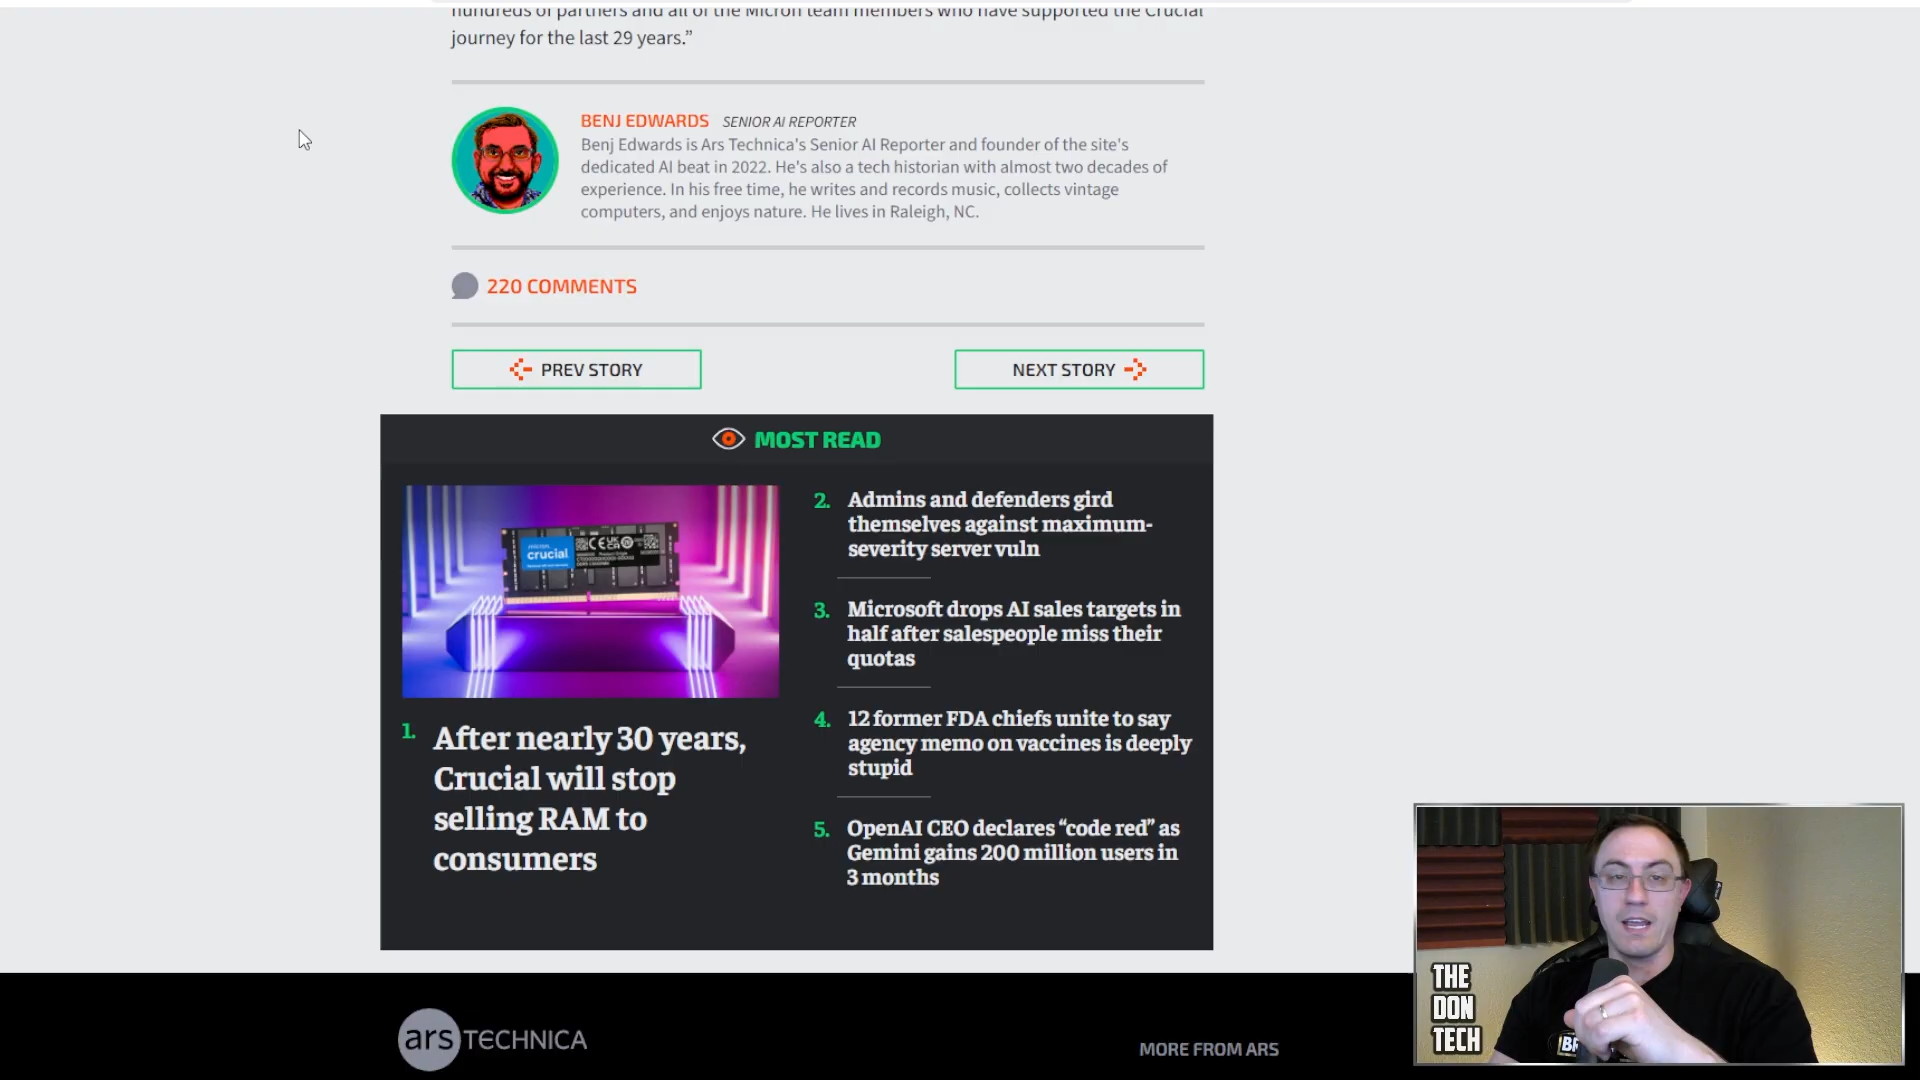 hundreds of partners and all of the Micron team members who have supported the Crucial
journey for the last 29 years.”
BENJ EDWARDS SENIOR AI REPORTER
Benj Edwards is Ars Technica's Senior AI Reporter and founder of the site's
dedicated AI beat in 2022. He's also a tech historian with almost two decades of
experience. In his free time, he writes and records music, collects vintage
computers, and enjoys nature. He lives in Raleigh, NC.
220 COMMENTS
PREV STORY
NEXT STORY
MOST READ
crucial
1. After nearly 30 years,
Crucial will stop
selling RAM to
consumers
2. Admins and defenders gird
themselves against maximum-
severity server vuln
3. Microsoft drops AI sales targets in
half after salespeople miss their
quotas
4. 12 former FDA chiefs unite to say
agency memo on vaccines is deeply
stupid
5. OpenAI CEO declares “code red” as
Gemini gains 200 million users in
3 months
THE
DON
TECH
ars TECHNICA
MORE FROM ARS